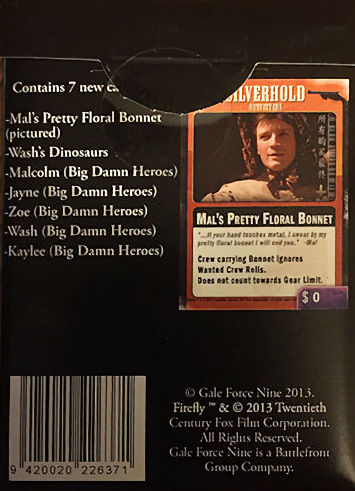 Contains 7 new
-Mal's Pretty Floral Bonnet
(pictured)
-Wash's Dinosaurs
-Malcolm (Big Damn Heroes)
-Jayne (Big Damn Heroes)
-Zoe (Big Damn Heroes)
-Wash (Big Damn Heroes)
-Kaylee (Big Damn Heroes)
SILVERHOLD
MAL'S PRETTY FLORAL BONNET
"...If your hand touches metal, I swear by my
pretty floral bonnet I will end you." -Mal
Crew carrying Bonnet ignores
Wanted Crew Rolls.
Does not count towards Gear Limit.
$0
9 420020 226371
© Gale Force Nine 2013.
Firefly ™ & © 2013 Twentieth
Century Fox Film Corporation.
All Rights Reserved.
Gale Force Nine is a Battlefront
Group Company.